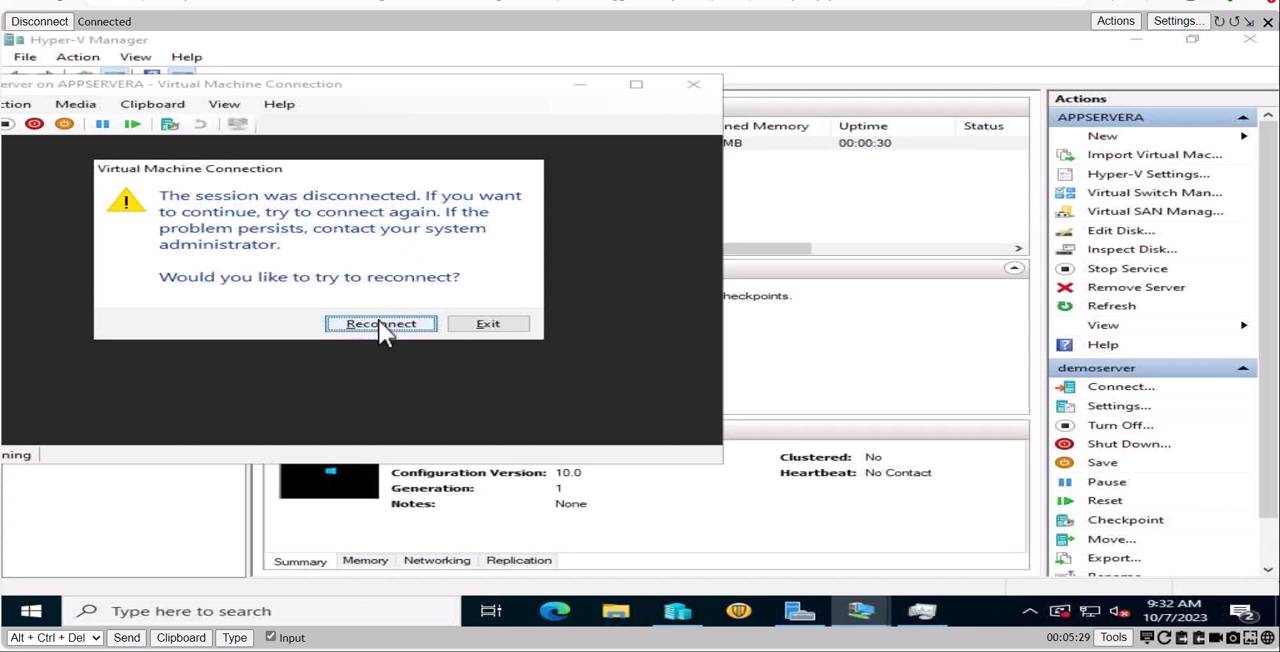 Disconnect Connected Actions Settings...
Hyper-V Manager
File Action View Help
erver on APPSERVERA - Virtual Machine Connection
ction Media Clipboard View Help
Virtual Machine Connection
The session was disconnected. If you want
to continue, try to connect again. If the
problem persists, contact your system
administrator.
Would you like to try to reconnect?
Reconnect Exit
ning
ned Memory Uptime Status
MB 00:00:30
heckpoints.
Configuration Version: 10.0
Generation: 1
Notes: None
Clustered: No
Heartbeat: No Contact
Summary Memory Networking Replication
Actions
APPSERVERA
New
Import Virtual Mac...
Hyper-V Settings...
Virtual Switch Man...
Virtual SAN Manag...
Edit Disk...
Inspect Disk...
Stop Service
Remove Server
Refresh
View
Help
demoserver
Connect...
Settings...
Turn Off...
Shut Down...
Save
Pause
Reset
Checkpoint
Move...
Export...
Type here to search
9:32 AM
10/7/2023
2
Alt + Ctrl + Del Send Clipboard Type Input 00:05:29 Tools